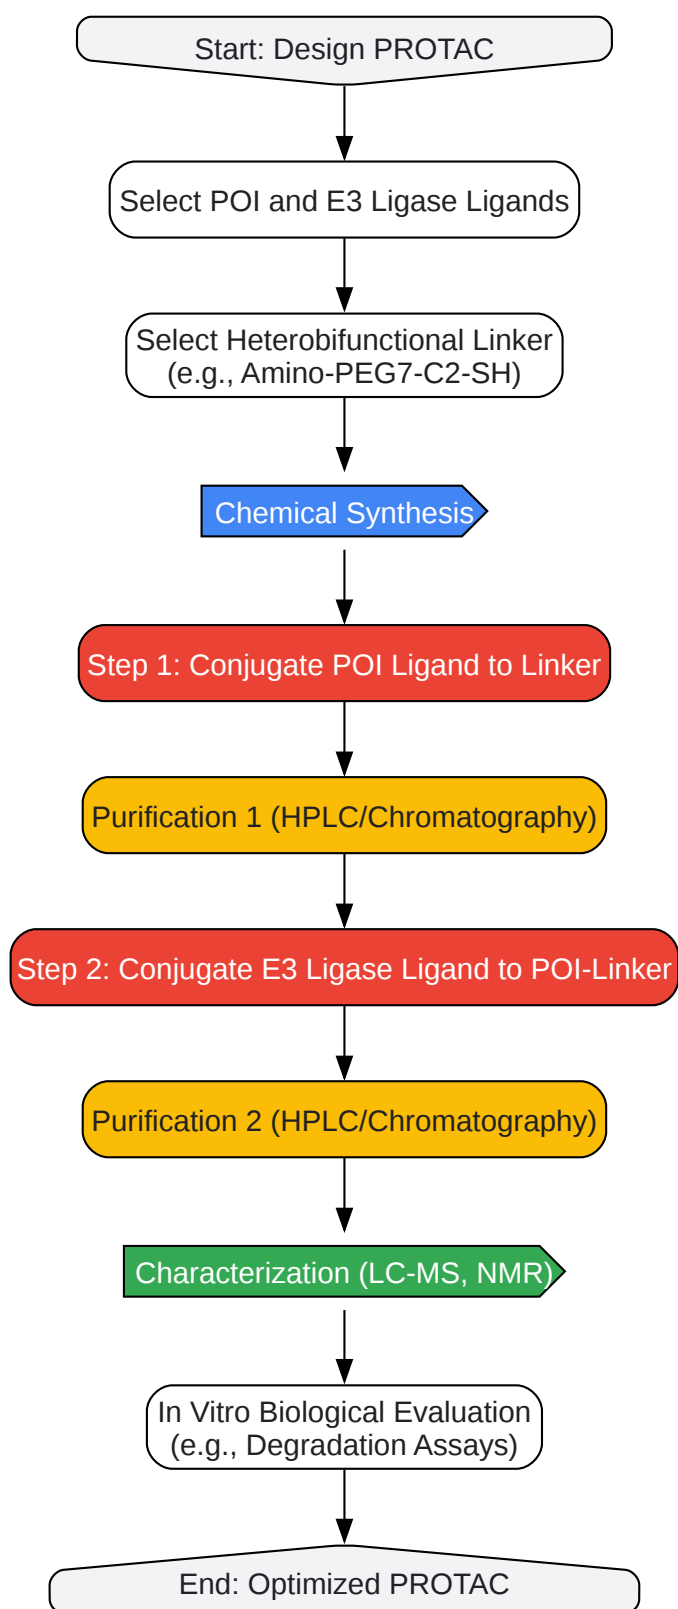 Start: Design PROTAC
Select POI and E3 Ligase Ligands
Select Heterobifunctional Linker
(e.g., Amino-PEG7-C2-SH)
Chemical Synthesis
Step 1: Conjugate POI Ligand to Linker
Purification 1 (HPLC/Chromatography)
Step 2: Conjugate E3 Ligase Ligand to POI-Linker
Purification 2 (HPLC/Chromatography)
Characterization (LC-MS, NMR)
In Vitro Biological Evaluation
(e.g., Degradation Assays)
End: Optimized PROTAC